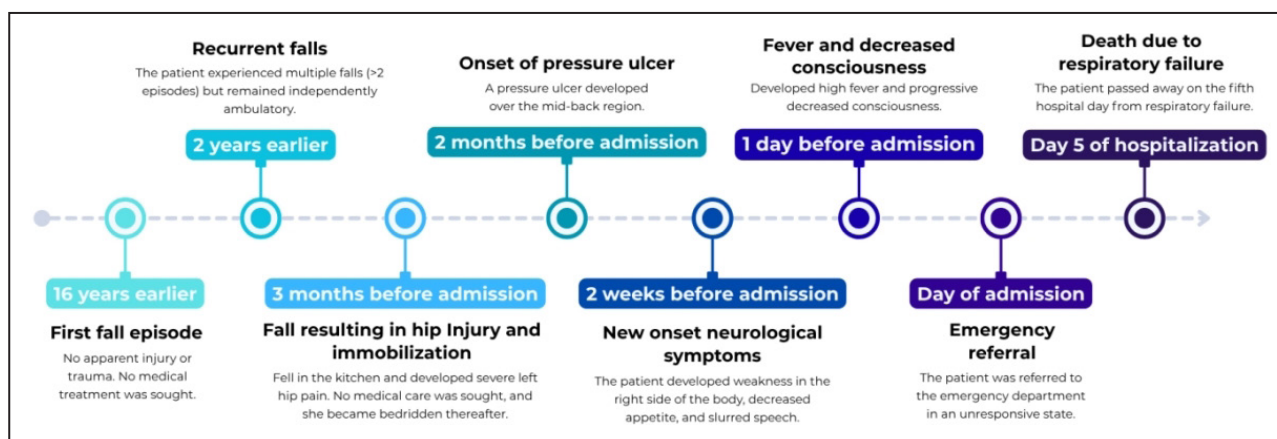 16 years earlier
First fall episode
No apparent injury or
trauma. No medical
treatment was sought.
Recurrent falls
The patient experienced multiple falls (>2
episodes) but remained independently
ambulatory.
2 years earlier
3 months before admission
Fall resulting in hip Injury and
immobilization
Fell in the kitchen and developed severe left
hip pain. No medical care was sought, and
she became bedridden thereafter.
Onset of pressure ulcer
A pressure ulcer developed
over the mid-back region.
2 months before admission
2 weeks before admission
New onset neurological
symptoms
The patient developed weakness in the
right side of the body, decreased
appetite, and slurred speech.
Fever and decreased
consciousness
Developed high fever and progressive
decreased consciousness.
1 day before admission
Day of admission
Emergency
referral
The patient was referred to
the emergency department
in an unresponsive state.
Death due to
respiratory failure
The patient passed away on the fifth
hospital day from respiratory failure.
Day 5 of hospitalization